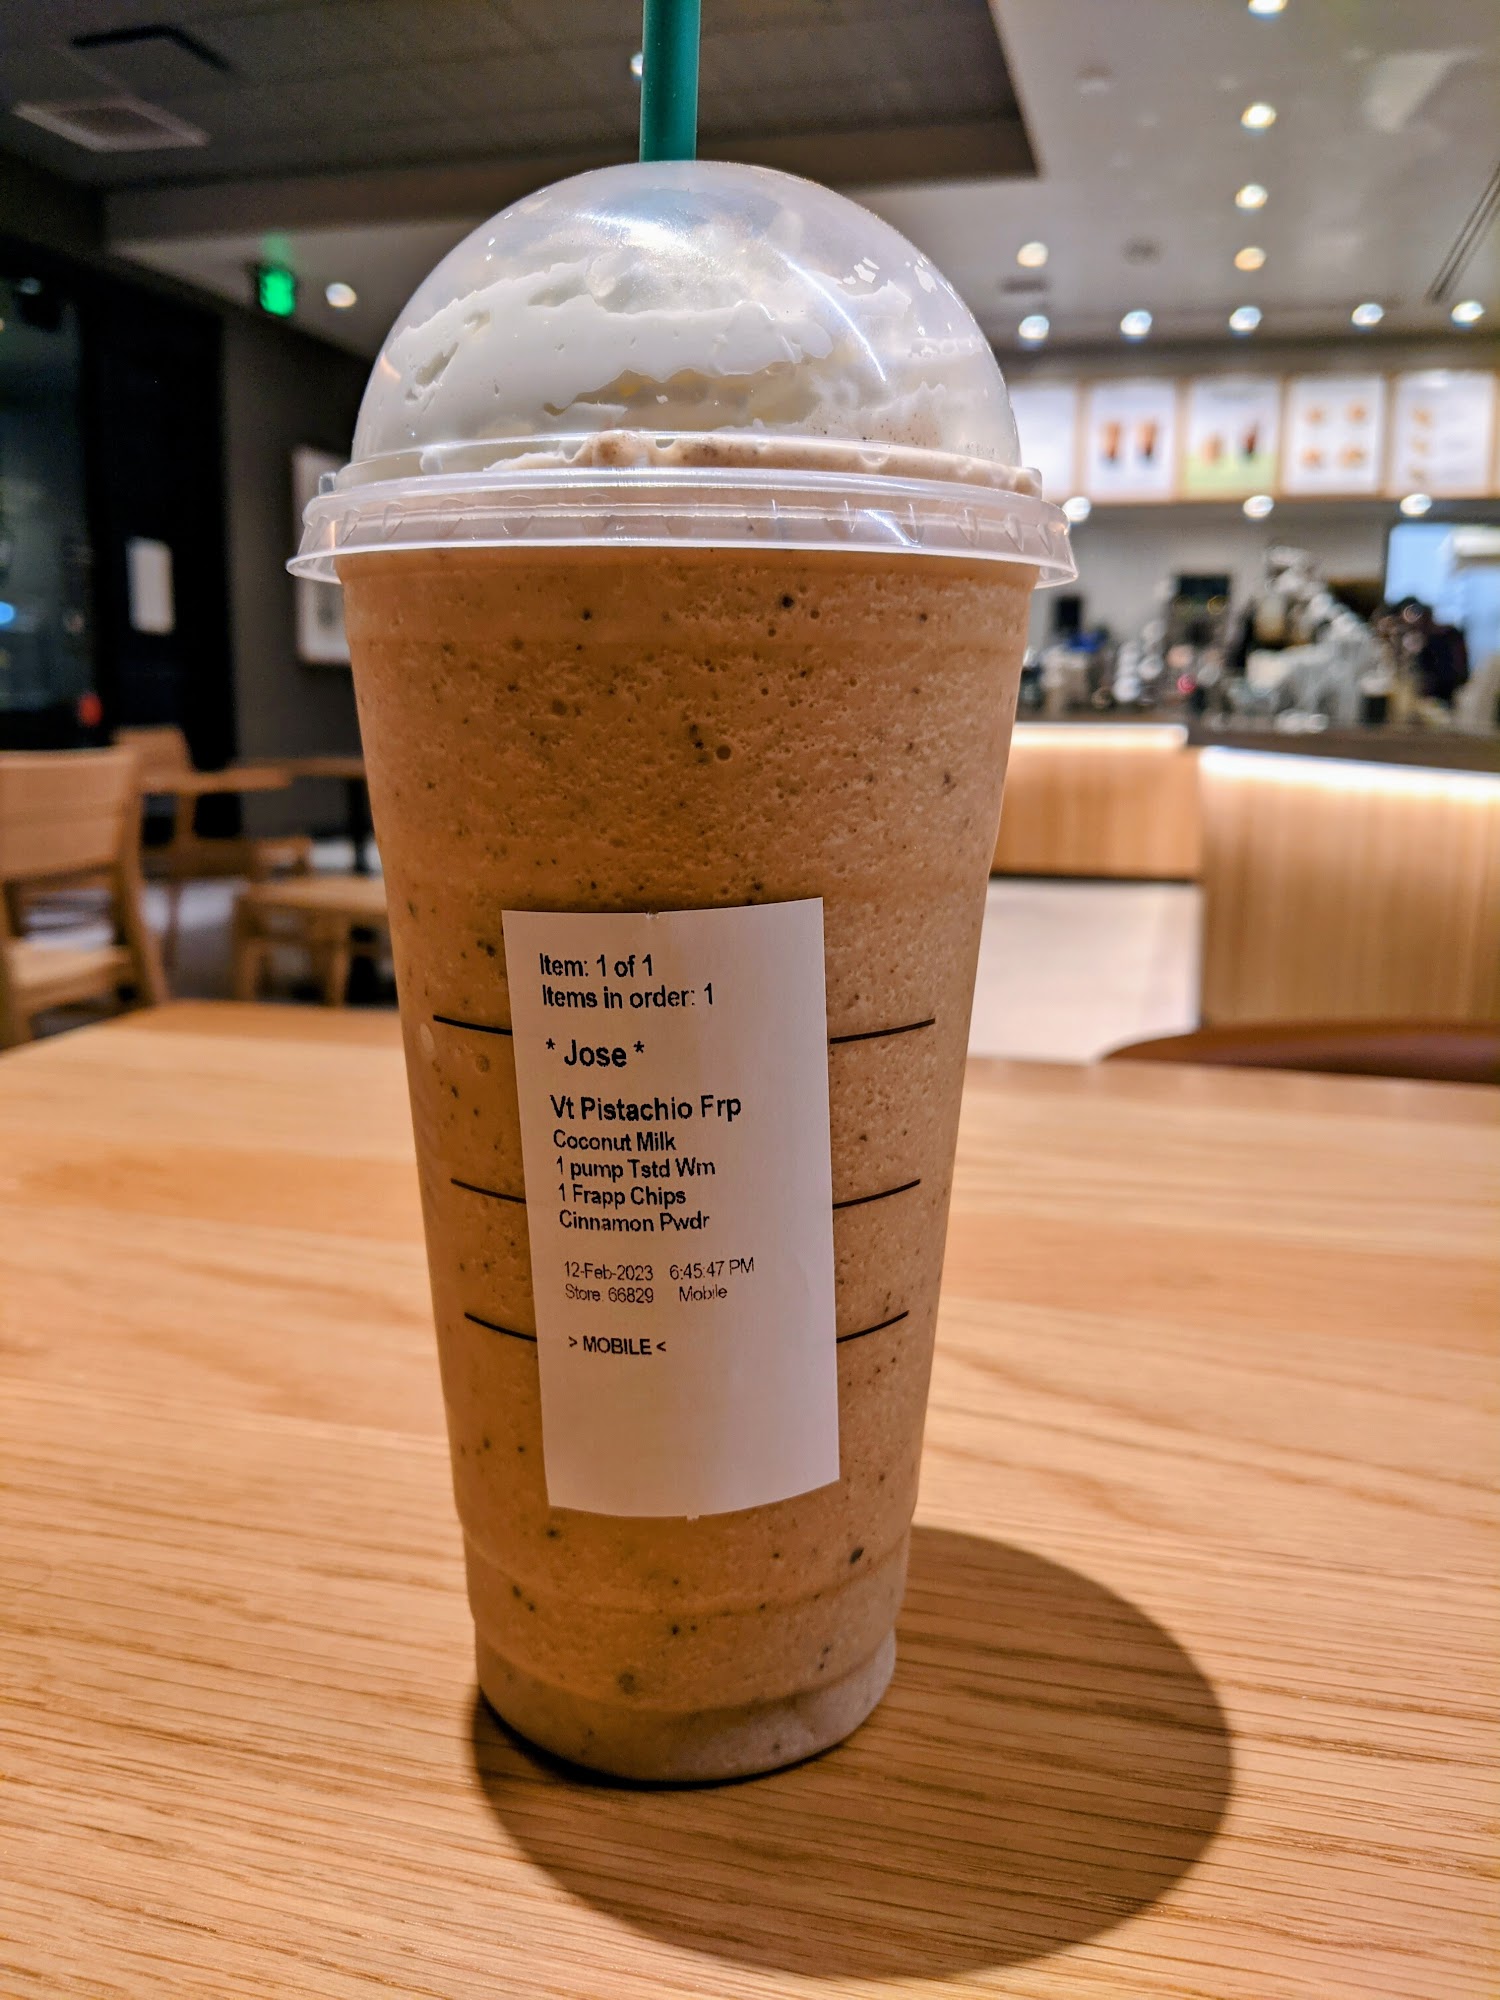 Item: 1 of 1
Items in order: 1
* Jose *
Vt Pistachio Frp
Coconut Milk
1 pump Tstd Wm
1 Frapp Chips
Cinnamon Pwdr
12-Feb-2023 6:45:47 PM
Store: 66829 Mobile
> MOBILE <